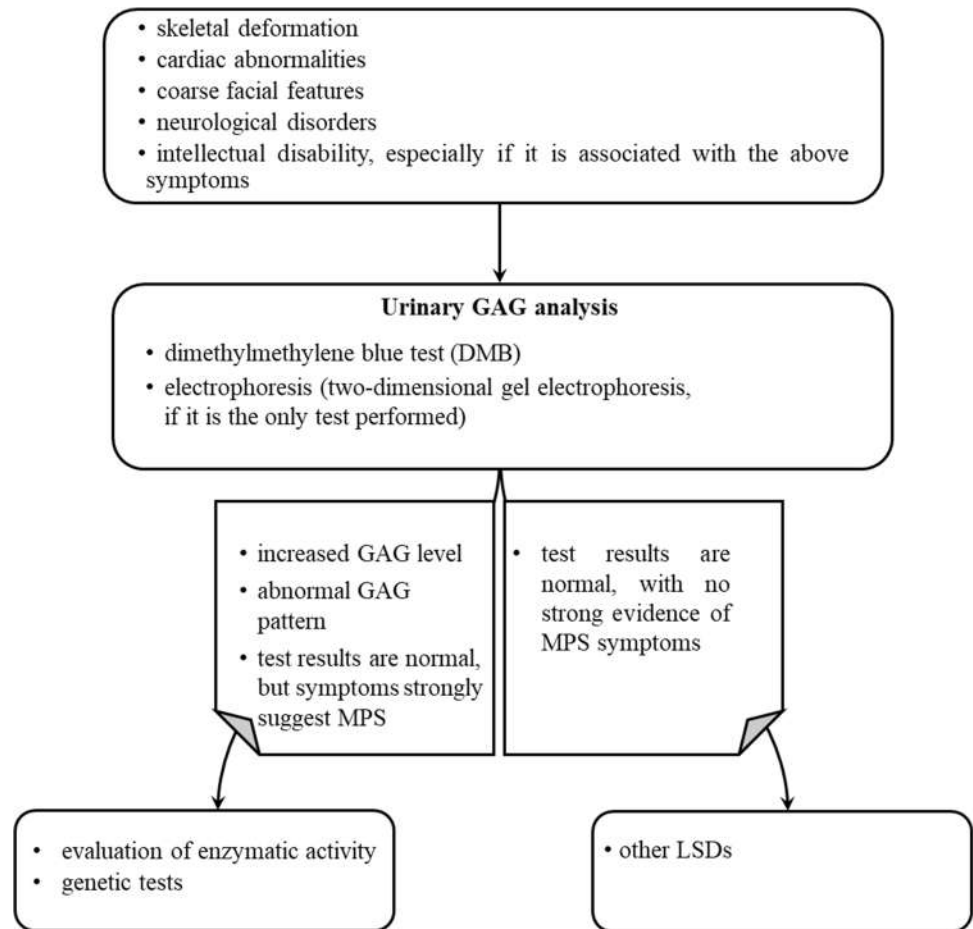 • skeletal deformation
• cardiac abnormalities
• coarse facial features
• neurological disorders
• intellectual disability, especially if it is associated with the above
symptoms
Urinary GAG analysis
• dimethylmethylene blue test (DMB)
• electrophoresis (two-dimensional gel electrophoresis,
if it is the only test performed)
• increased GAG level
• abnormal GAG
pattern
• test results are normal,
but symptoms strongly
suggest MPS
• test results are
normal, with no
strong evidence of
MPS symptoms
• evaluation of enzymatic activity
• genetic tests
• other LSDs